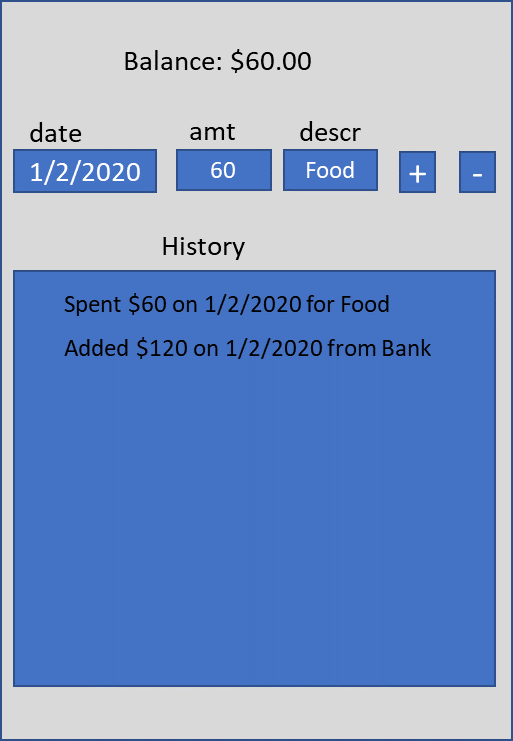 Balance: $60.00
date amt descr
1/2/2020 60 Food + -
History
Spent $60 on 1/2/2020 for Food
Added $120 on 1/2/2020 from Bank